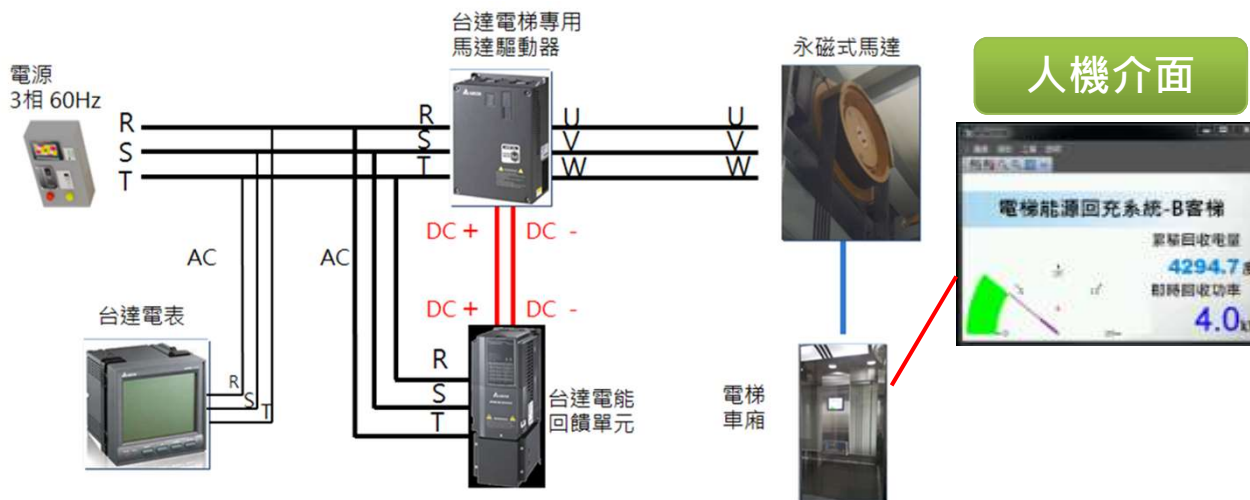 台達電梯專用
馬達驅動器
永磁式馬達
人機介面
電源
3相 60Hz
R
S
T
R
S
T
U
V
W
U
V
W
DC +
DC -
AC
AC
DC +
DC -
電梯能源回充系統-B客梯
累積回收電量
4294.7
即時回收功率
4.0
台達電表
R
S
T
R
S
T
台達電能
回饋單元
電梯
車廂